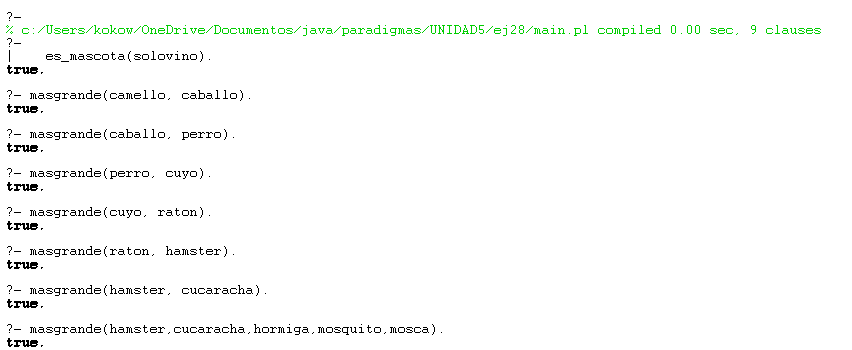 ?-
% c:/Users/kokow/OneDrive/Documentos/java/paradigmas/UNIDAD5/ej28/main.pl compiled 0.00 sec, 9 clauses
?-
|    es_mascota(solovino).
true.
?- masgrande(camello, caballo).
true.
?- masgrande(caballo, perro).
true.
?- masgrande(perro, cuyo).
true.
?- masgrande(cuyo, raton).
true.
?- masgrande(raton, hamster).
true.
?- masgrande(hamster, cucaracha).
true.
?- masgrande(hamster,cucaracha,hormiga,mosquito,mosca).
true.